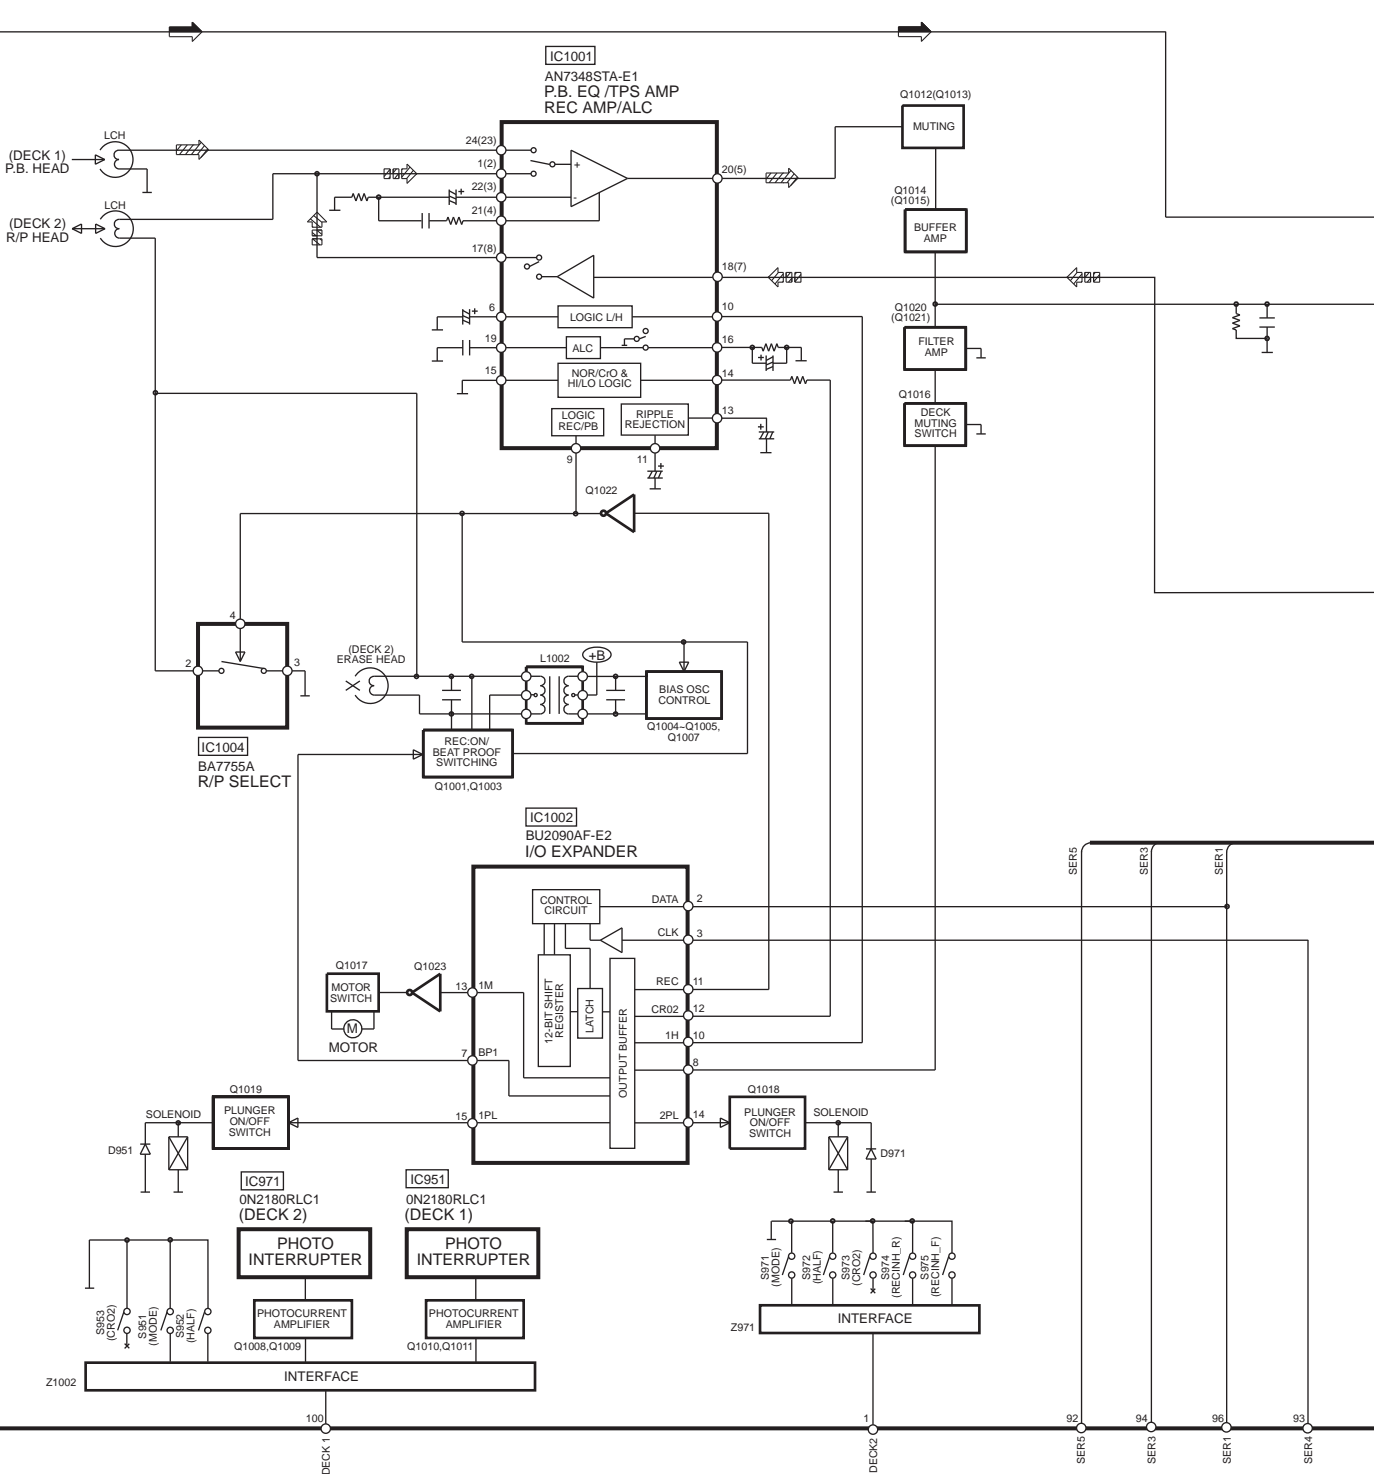 IC1001
AN7348STA-E1
P.B. EQ /TPS AMP
REC AMP/ALC
Q1012(Q1013)
MUTING
LCH
(DECK 1)
P.B. HEAD
24(23)
1(2)
22(3)
21(4)
17(8)
+
-
20(5)
18(7)
LCH
(DECK 2)
R/P HEAD
+
Q1014
(Q1015)
BUFFER
AMP
6
+
LOGIC L/H
10
19
ALC
16
+
15
NOR/CrO &
HI/LO LOGIC
14
LOGIC
REC/PB
RIPPLE
REJECTION
13
+
9
11
+
Q1020
(Q1021)
FILTER
AMP
Q1016
DECK
MUTING
SWITCH
Q1022
4
2
3
IC1004
BA7755A
R/P SELECT
(DECK 2)
ERASE HEAD
L1002
+B
BIAS OSC
CONTROL
Q1004~Q1005,
Q1007
REC:ON/
BEAT PROOF
SWITCHING
Q1001,Q1003
IC1002
BU2090AF-E2
I/O EXPANDER
CONTROL
CIRCUIT
DATA
2
CLK
3
REC
11
CR02
12
1H
10
8
2PL
14
12-BIT SHIFT
REGISTER
LATCH
OUTPUT BUFFER
13
1M
7
BP1
15
1PL
Q1017
MOTOR
SWITCH
M
MOTOR
Q1023
Q1019
PLUNGER
ON/OFF
SWITCH
SOLENOID
D951
Q1018
PLUNGER
ON/OFF
SWITCH
SOLENOID
D971
SER5
SER3
SER1
IC971
0N2180RLC1
(DECK 2)
PHOTO
INTERRUPTER
PHOTOCURRENT
AMPLIFIER
Q1008,Q1009
IC951
0N2180RLC1
(DECK 1)
PHOTO
INTERRUPTER
PHOTOCURRENT
AMPLIFIER
Q1010,Q1011
S953
(CRO2)
S951
(MODE)
S952
(HALF)
Z1002
INTERFACE
S971
(MODE)
S972
(HALF)
S973
(CRO2)
S974
(RECINH_R)
S975
(RECINH_F)
Z971
INTERFACE
100
DECK 1
1
DECK2
92
SER5
94
SER3
96
SER1
93
SER4